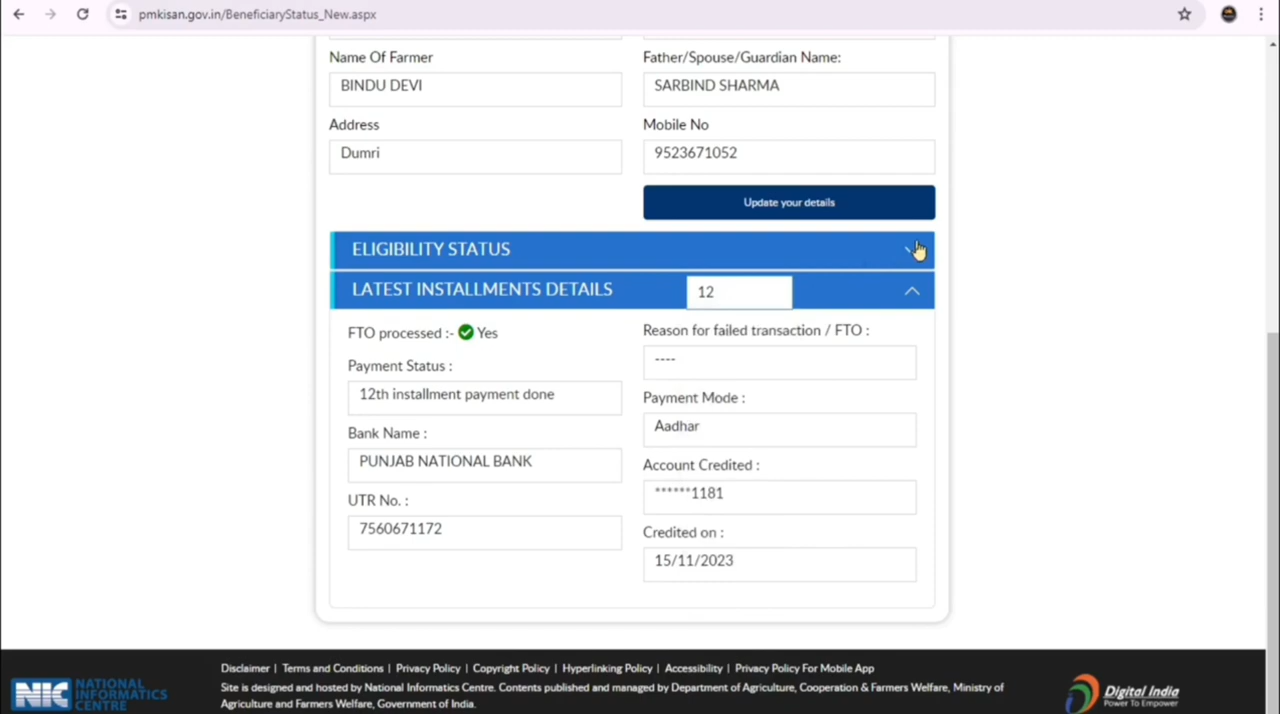 pmkisan.gov.in/BeneficiaryStatus_New.aspx
Name Of Farmer
Father/Spouse/Guardian Name:
BINDU DEVI
SARBIND SHARMA
Address
Mobile No
Dumri
9523671052
Update your details
ELIGIBILITY STATUS
LATEST INSTALLMENTS DETAILS
12
FTO processed :- Yes
Reason for failed transaction / FTO :
----
Payment Status :
12th installment payment done
Payment Mode :
Aadhar
Bank Name :
PUNJAB NATIONAL BANK
Account Credited :
******1181
UTR No. :
7560671172
Credited on :
15/11/2023
Disclaimer | Terms and Conditions | Privacy Policy | Copyright Policy | Hyperlinking Policy | Accessibility | Privacy Policy For Mobile App
Site is designed and hosted by National Informatics Centre. Contents published and managed by Department of Agriculture, Cooperation & Farmers Welfare, Ministry of
Agriculture and Farmers Welfare, Government of India.
NIC
NATIONAL
INFORMATICS
CENTRE
Digital India
Power To Empower